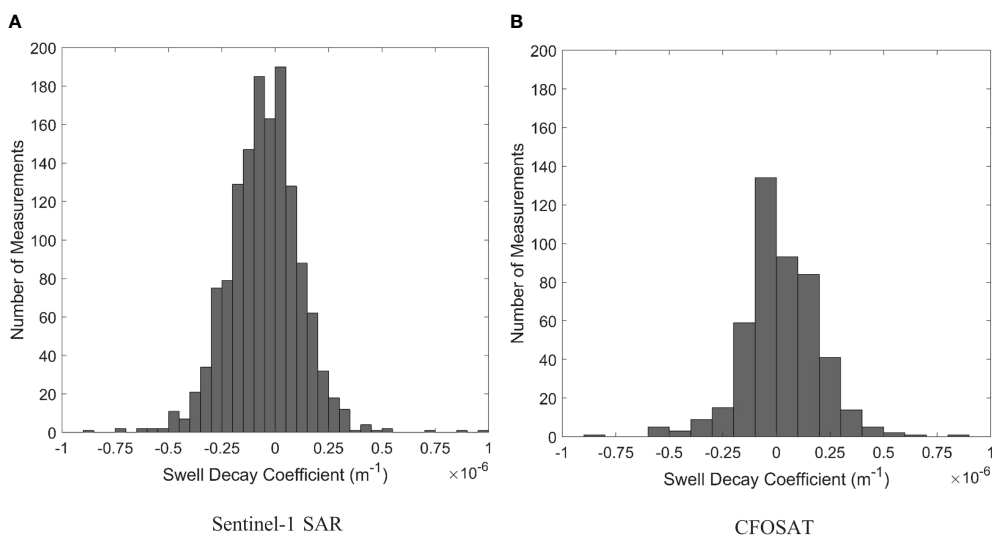 A
200
180
160
140
120
100
80
60
40
20
0
Number of Measurements
-1 -0.75 -0.5 -0.25 0 0.25 0.5 0.75 1
Swell Decay Coefficient (m⁻¹) ×10⁻⁶
Sentinel-1 SAR
B
200
180
160
140
120
100
80
60
40
20
0
Number of Measurements
-1 -0.75 -0.5 -0.25 0 0.25 0.5 0.75 1
Swell Decay Coefficient (m⁻¹) ×10⁻⁶
CFOSAT